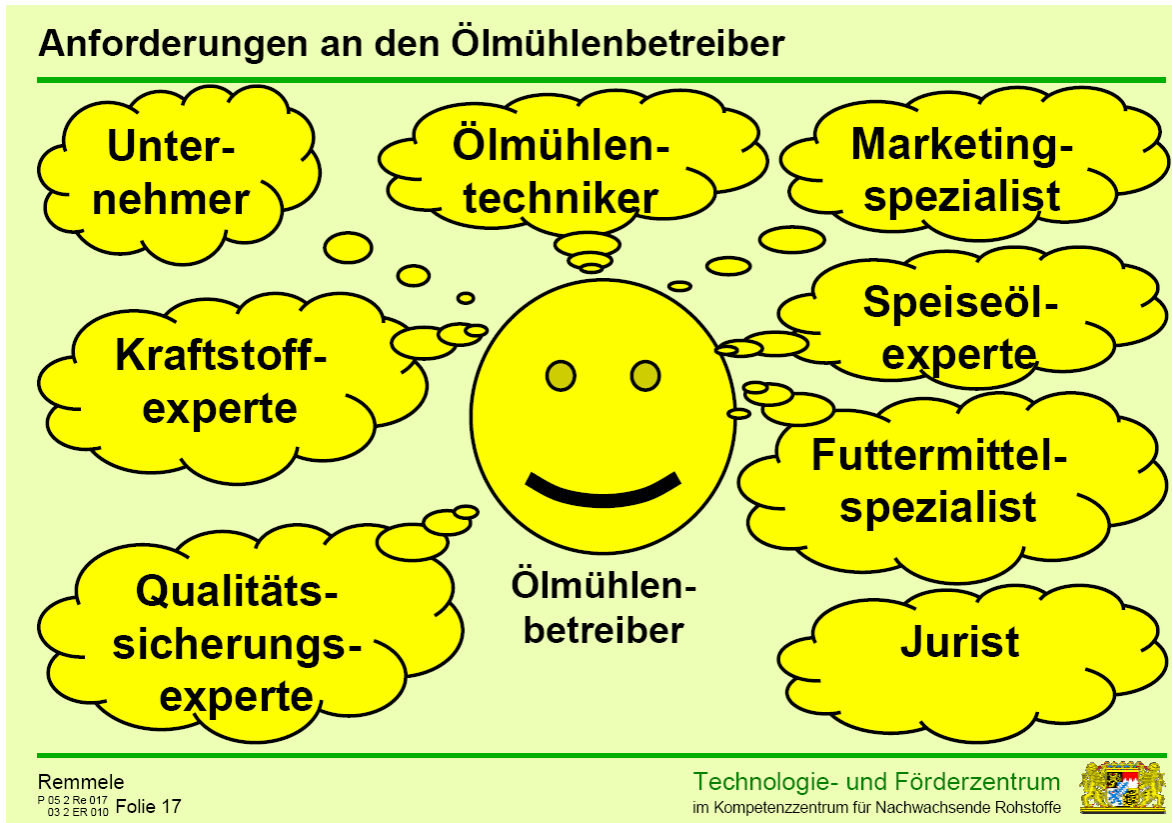 Anforderungen an den Ölmühlenbetreiber
Unter-
nehmer
Ölmühlen-
techniker
Marketing-
spezialist
Kraftstoff-
experte
Speiseöl-
experte
Futtermittel-
spezialist
Qualitäts-
sicherungs-
experte
Ölmühlen-
betreiber
Jurist
Remmele
P 05 2 Re 017
03 2 ER 010 Folie 17
Technologie- und Förderzentrum
im Kompetenzzentrum für Nachwachsende Rohstoffe